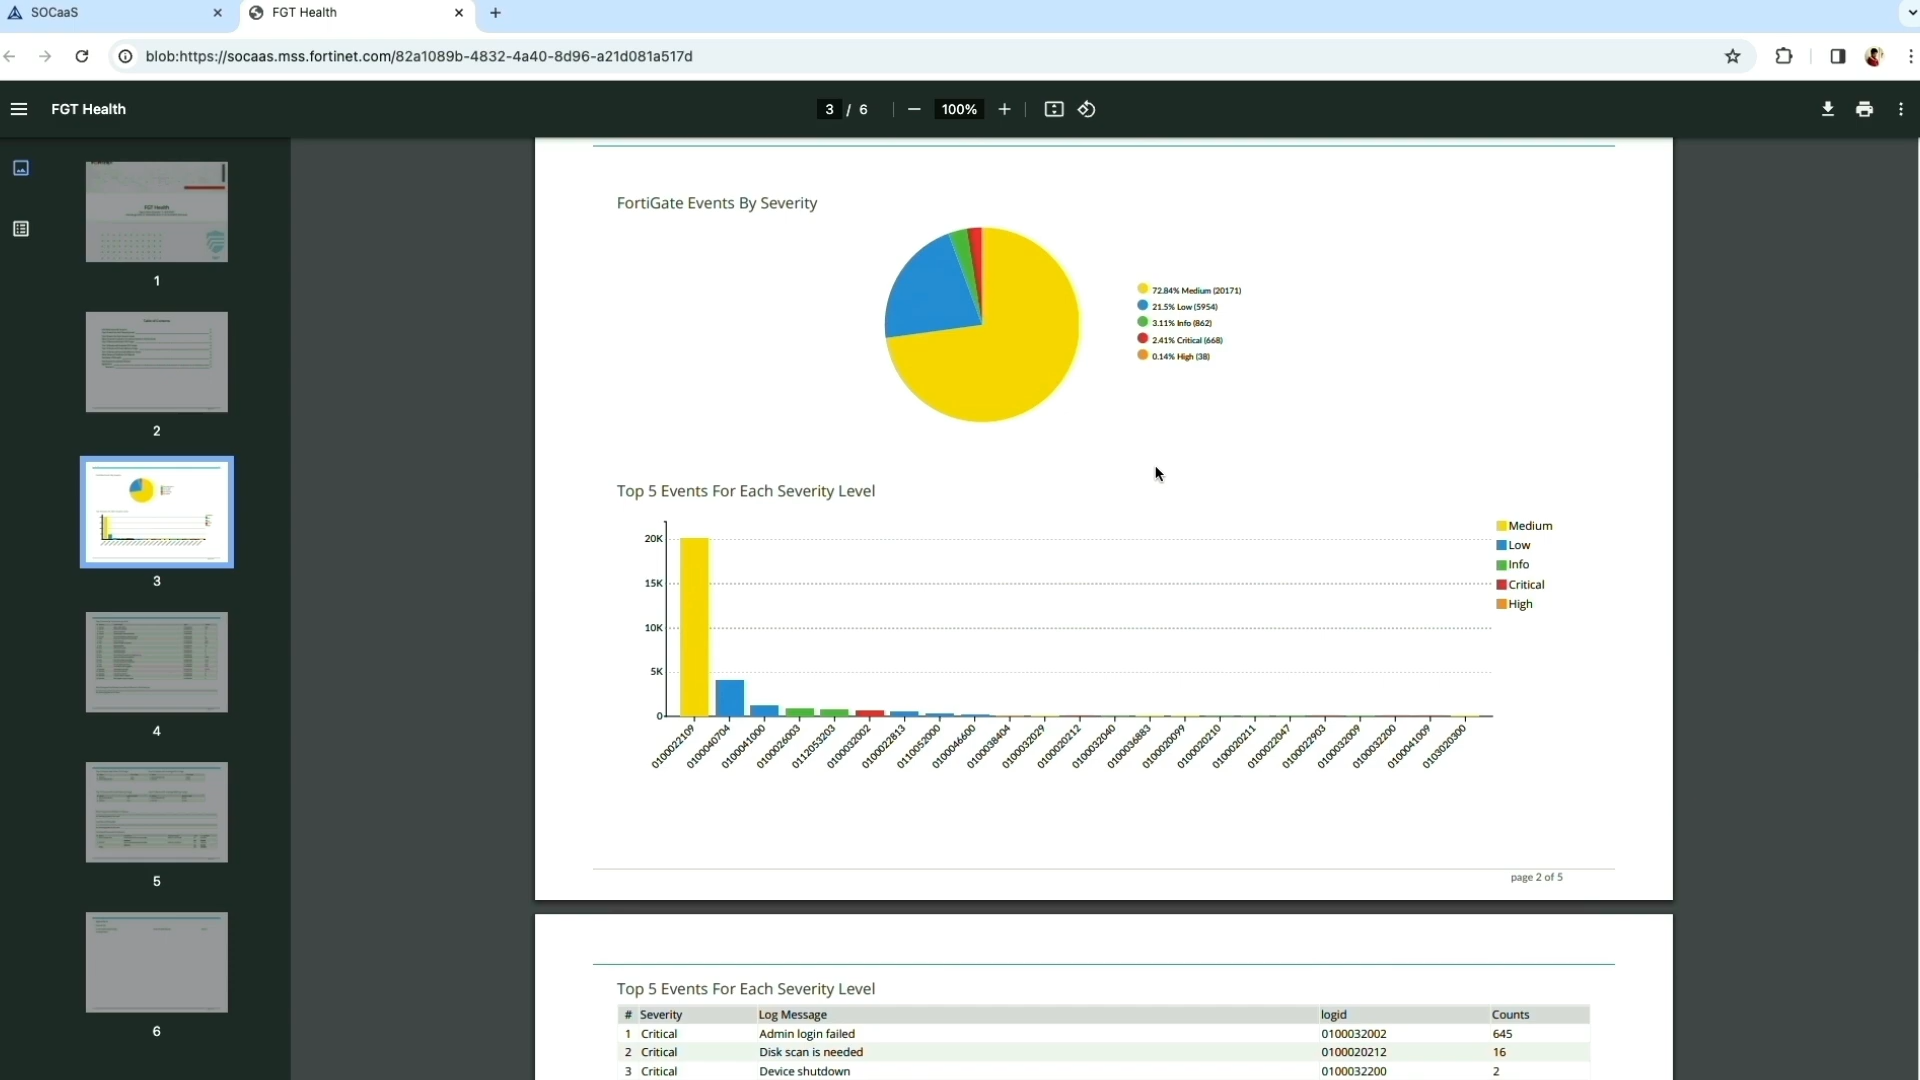 SOCaaS
FGT Health
blob:https://socaas.mss.fortinet.com/82a1089b-4832-4a40-8d96-a21d081a517d
FGT Health
3 / 6
100%
1
2
3
4
5
6
FortiGate Events By Severity
72.84% Medium (20171)
21.5% Low (5954)
3.11% Info (862)
2.41% Critical (668)
0.14% High (38)
Top 5 Events For Each Severity Level
20K
15K
10K
5K
0
0100022109
0100040704
0100041000
0100026003
0112053203
0100032002
0100022813
0110052000
0100046600
0100038404
0100032029
0100020212
0100032040
0100036883
0100020099
0100020210
0100020211
0100022047
0100022903
0100032009
0100032200
0100041009
0103020300
Medium
Low
Info
Critical
High
page 2 of 5
Top 5 Events For Each Severity Level
# Severity Log Message logid Counts
1 Critical Admin login failed 0100032002 645
2 Critical Disk scan is needed 0100020212 16
3 Critical Device shutdown 0100032200 2